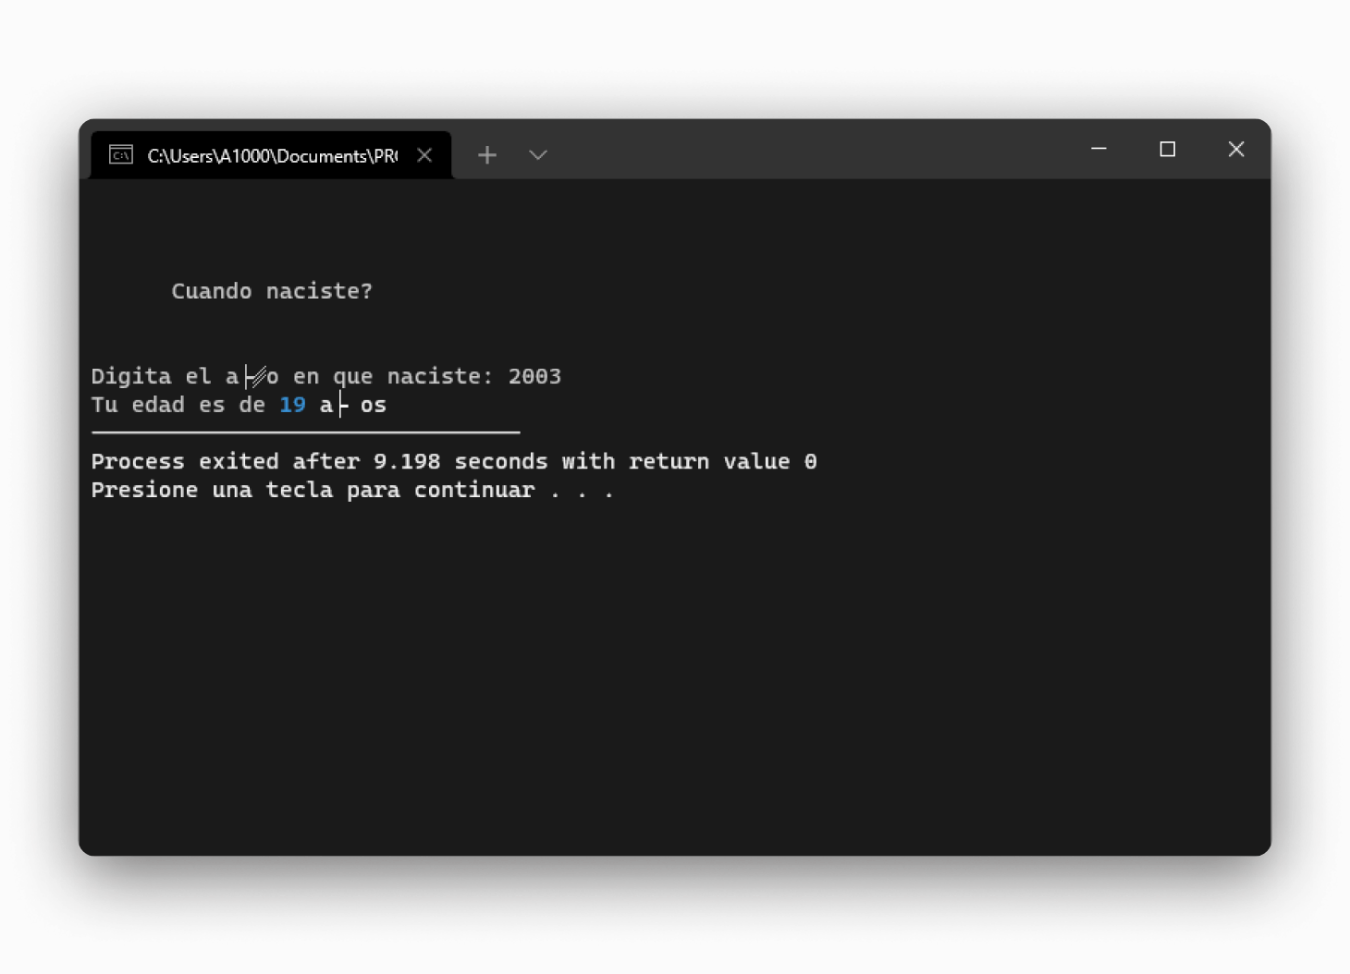 C:\Users\A1000\Documents\PR
Cuando naciste?
Digita el a├▒o en que naciste: 2003
Tu edad es de 19 a├ os
Process exited after 9.198 seconds with return value 0
Presione una tecla para continuar . . .